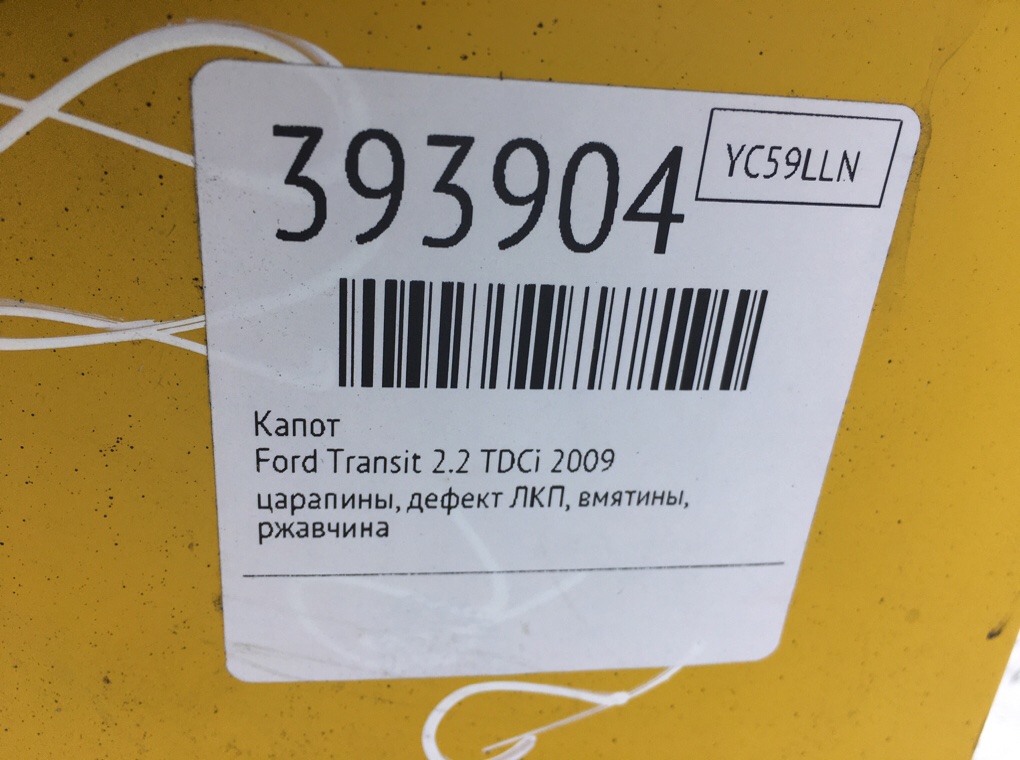 393904
YC59LLN
Капот
Ford Transit 2.2 TDCi 2009
царапины, дефект ЛКП, вмятины,
ржавчина